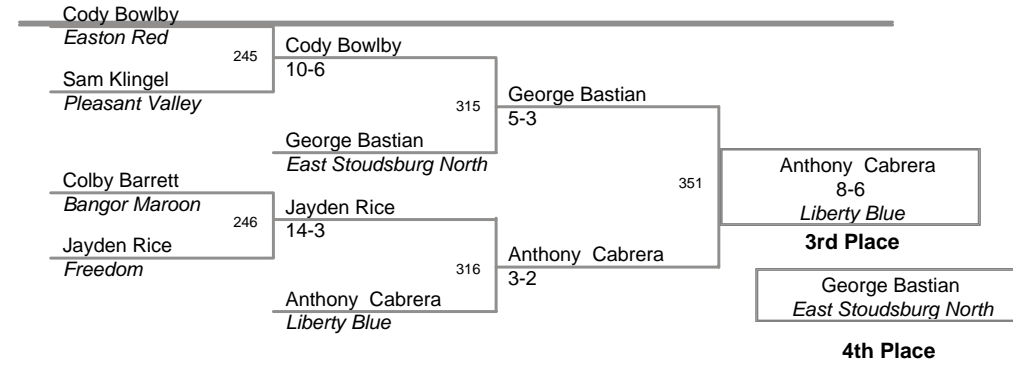 Cody Bowlby
Easton Red
245
Cody Bowlby
10-6
Sam Klingel
Pleasant Valley
315
George Bastian
5-3
George Bastian
East Stoudsburg North
Colby Barrett
Bangor Maroon
246
Jayden Rice
14-3
Jayden Rice
Freedom
316
Anthony Cabrera
3-2
Anthony Cabrera
Liberty Blue
351
Anthony Cabrera
8-6
Liberty Blue
3rd Place
George Bastian
East Stoudsburg North
4th Place